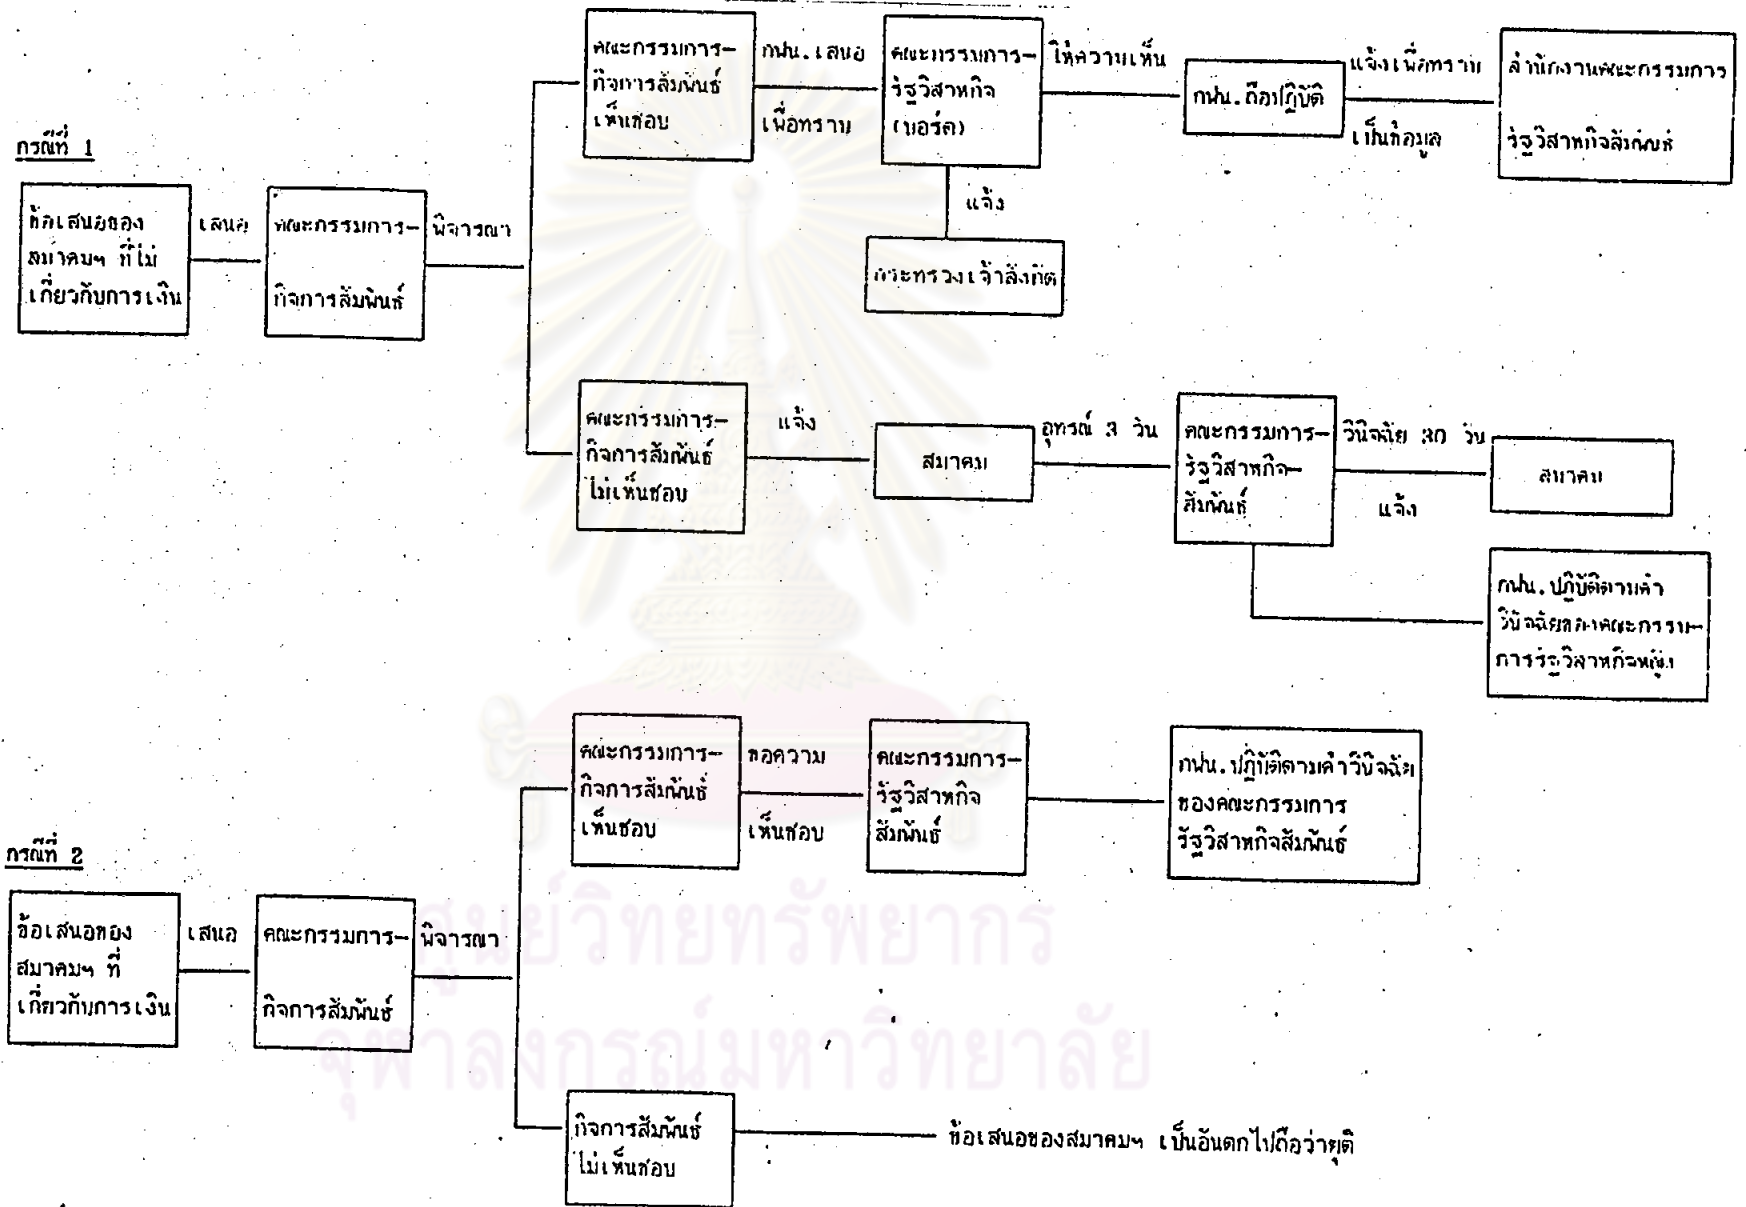 กรณีที่ 1
ข้อเสนอของ
สมาคมฯ ที่ไม่
เกี่ยวกับการเงิน
เสนอ
คณะกรรมการ-
กิจการสัมพันธ์
พิจารณา
คณะกรรมการ-
กิจการสัมพันธ์
เห็นชอบ
กฟน.เสนอ
เพื่อทราบ
คณะกรรมการ-
รัฐวิสาหกิจ
(บอร์ด)
ให้ความเห็น
กฟน.ถือปฏิบัติ
แจ้งเพื่อทราบ
เป็นข้อมูล
สำนักงานคณะกรรมการ
รัฐวิสาหกิจสัมพันธ์
แจ้ง
กระทรวงเจ้าสังกัด
คณะกรรมการ-
กิจการสัมพันธ์
ไม่เห็นชอบ
แจ้ง
สมาคม
อุทรณ์ 3 วัน
คณะกรรมการ-
รัฐวิสาหกิจ-
สัมพันธ์
วินิจฉัย 30 วัน
แจ้ง
สมาคม
กฟน.ปฏิบัติตามคำ
วินิจฉัยของคณะกรรม-
การรัฐวิสาหกิจ
กรณีที่ 2
ข้อเสนอของ
สมาคมฯ ที่
เกี่ยวกับการเงิน
เสนอ
คณะกรรมการ-
กิจการสัมพันธ์
พิจารณา
คณะกรรมการ-
กิจการสัมพันธ์
เห็นชอบ
ขอความ
เห็นชอบ
คณะกรรมการ-
รัฐวิสาหกิจ
สัมพันธ์
กฟน.ปฏิบัติตามคำวินิจฉัย
ของคณะกรรมการ
รัฐวิสาหกิจสัมพันธ์
กิจการสัมพันธ์
ไม่เห็นชอบ
ข้อเสนอของสมาคมฯ เป็นอันตกไปถือว่ายุติ
ศูนย์วิทยทรัพยากร
จุฬาลงกรณ์มหาวิทยาลัย